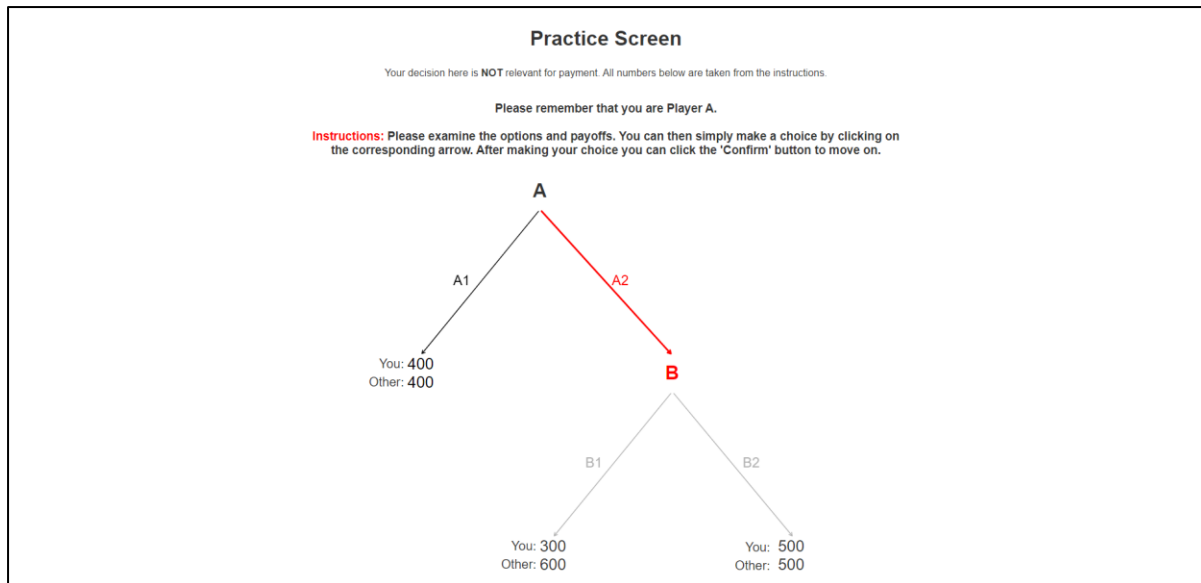 Practice Screen
Your decision here is NOT relevant for payment. All numbers below are taken from the instructions.
Please remember that you are Player A.
Instructions: Please examine the options and payoffs. You can then simply make a choice by clicking on
the corresponding arrow. After making your choice you can click the 'Confirm' button to move on.
A
A1
A2
You: 400
Other: 400
B
B1
B2
You: 300
Other: 600
You: 500
Other: 500